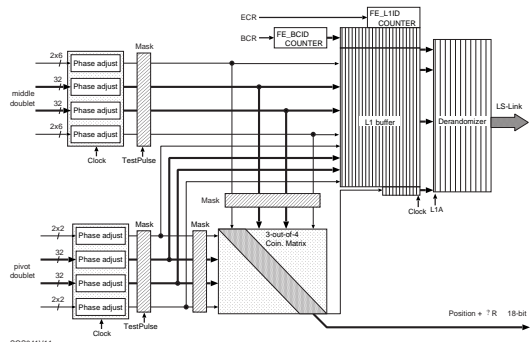 ECR
FE_L1ID
COUNTER
BCR
FE_BCID
COUNTER
Mask
2x6
Phase adjust
32
Phase adjust
middle
doublet
32
Phase adjust
2x6
Phase adjust
Clock
TestPulse
L1 buffer
Derandomizer
LS-Link
Clock
L1A
Mask
Mask
Mask
2x2
Phase adjust
32
Phase adjust
pivot
doublet
32
Phase adjust
2x2
Phase adjust
Clock
TestPulse
3-out-of-4
Coin. Matrix
Position + ? R 18-bit